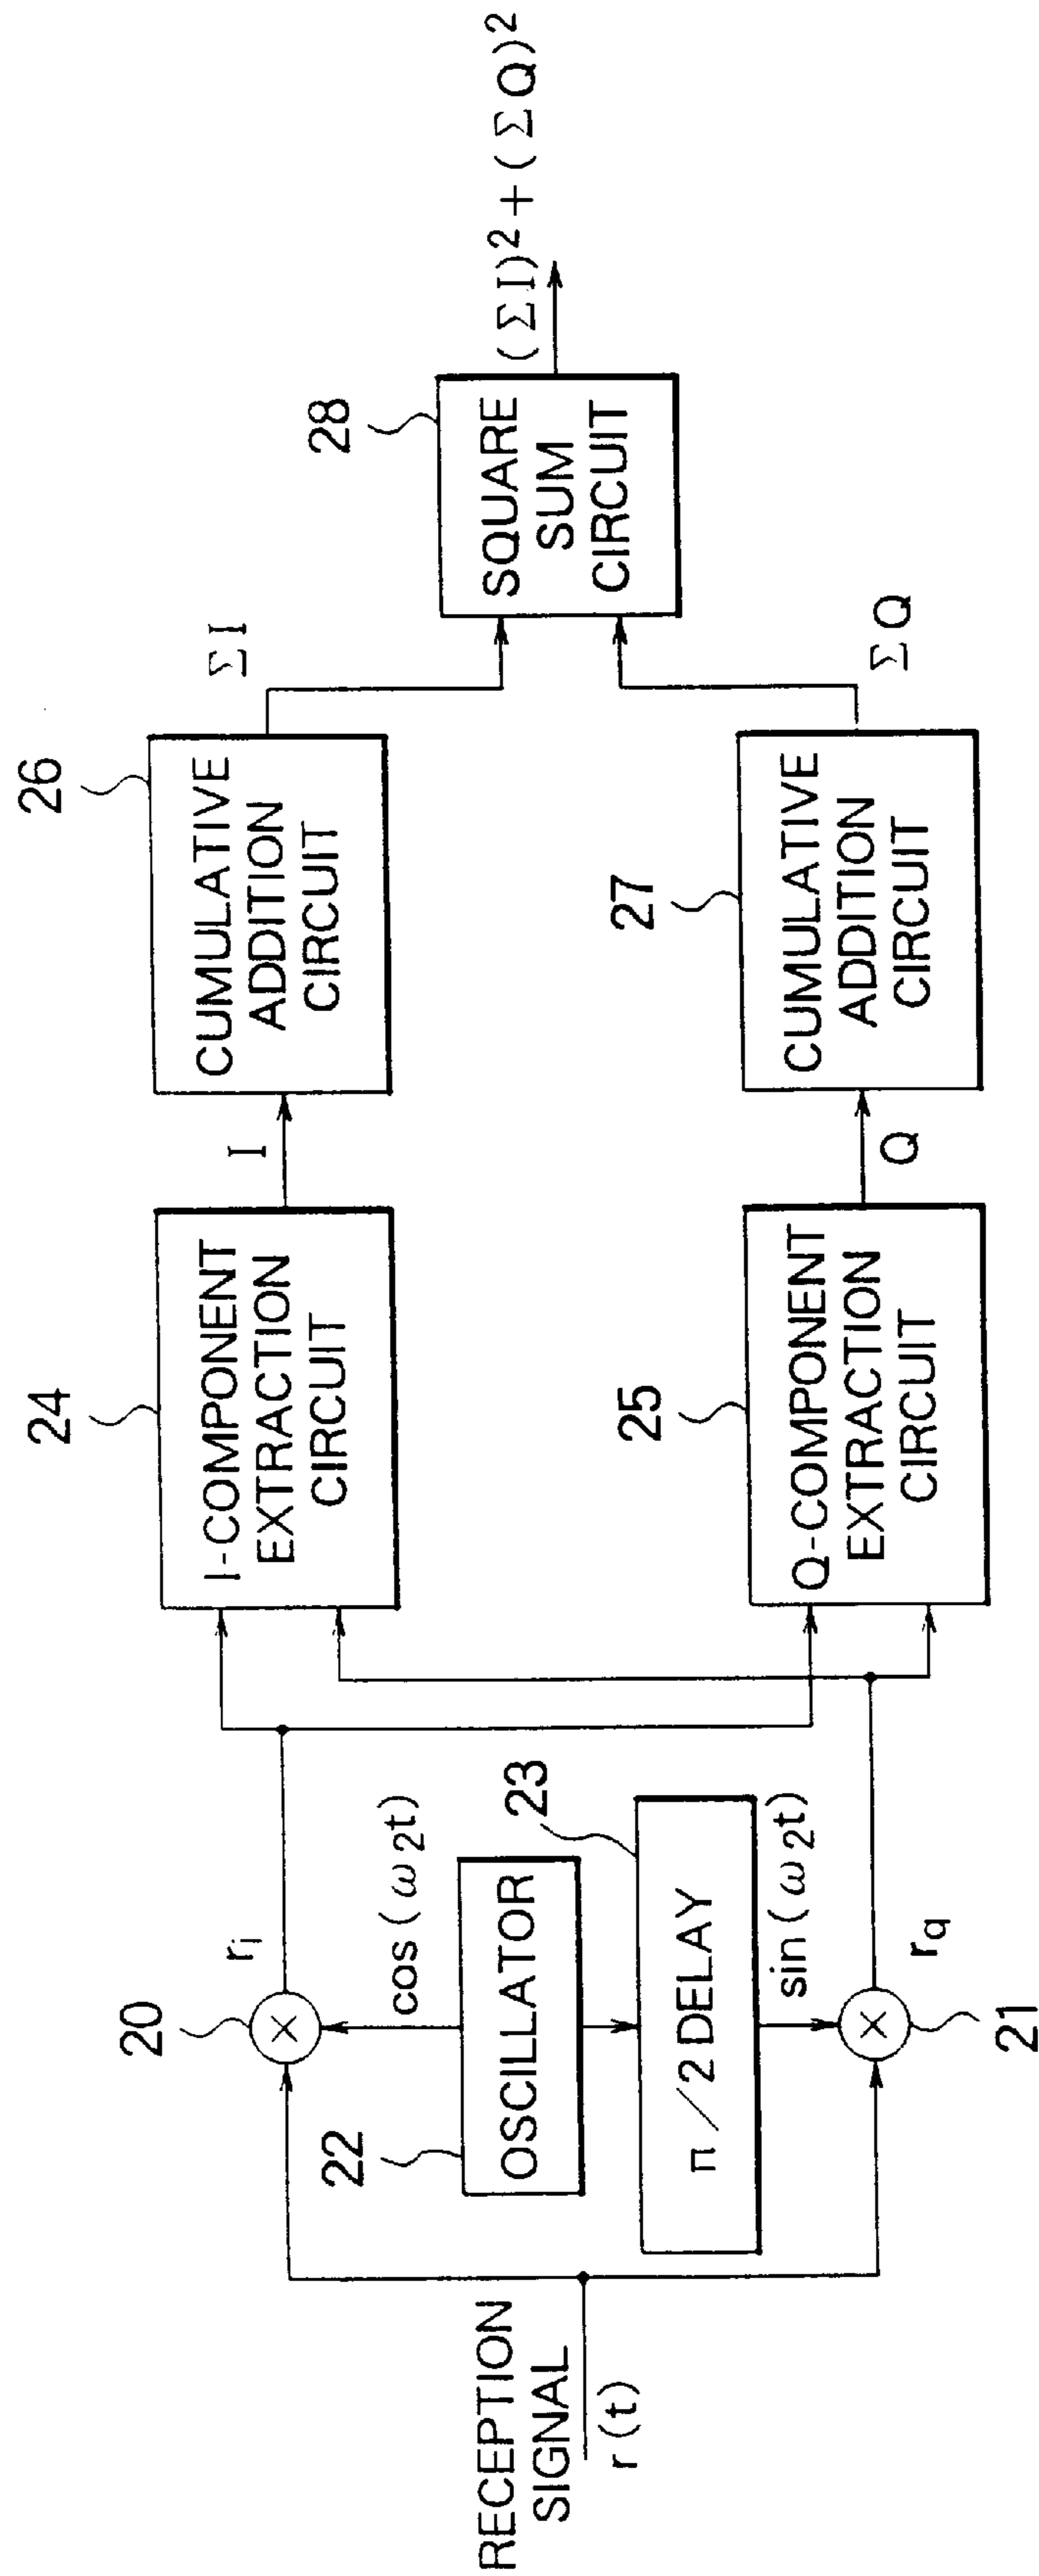 RECEPTION
SIGNAL
r(t)
20
r_i
cos(ω₂t)
22
OSCILLATOR
23
π/2 DELAY
sin(ω₂t)
21
r_q
24
I-COMPONENT
EXTRACTION
CIRCUIT
I
25
Q-COMPONENT
EXTRACTION
CIRCUIT
Q
26
CUMULATIVE
ADDITION
CIRCUIT
ΣI
27
CUMULATIVE
ADDITION
CIRCUIT
ΣQ
28
SQUARE
SUM
CIRCUIT
(ΣI)²+(ΣQ)²